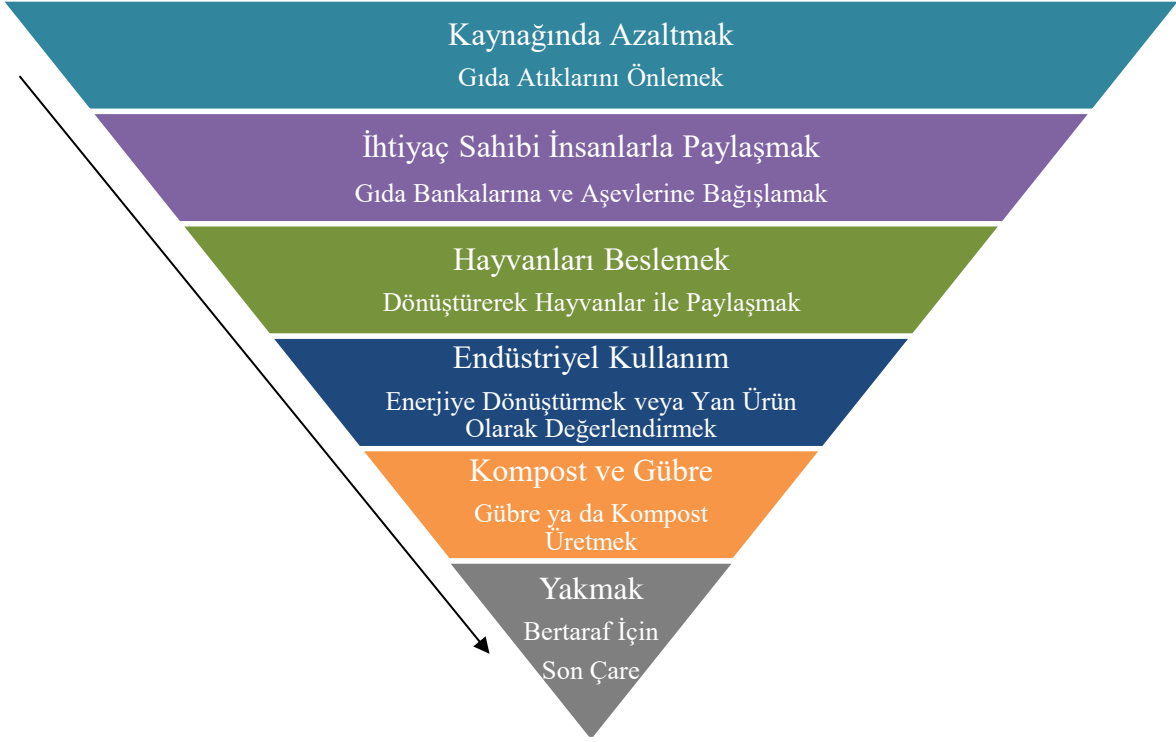 Kaynağında Azaltmak
Gıda Atıklarını Önlemek
İhtiyaç Sahibi İnsanlarla Paylaşmak
Gıda Bankalarına ve Aşevlerine Bağışlamak
Hayvanları Beslemek
Dönüştürerek Hayvanlar ile Paylaşmak
Endüstriyel Kullanım
Enerjiye Dönüştürmek veya Yan Ürün
Olarak Değerlendirmek
Kompost ve Gübre
Gübre ya da Kompost
Üretmek
Yakmak
Bertaraf İçin
Son Çare